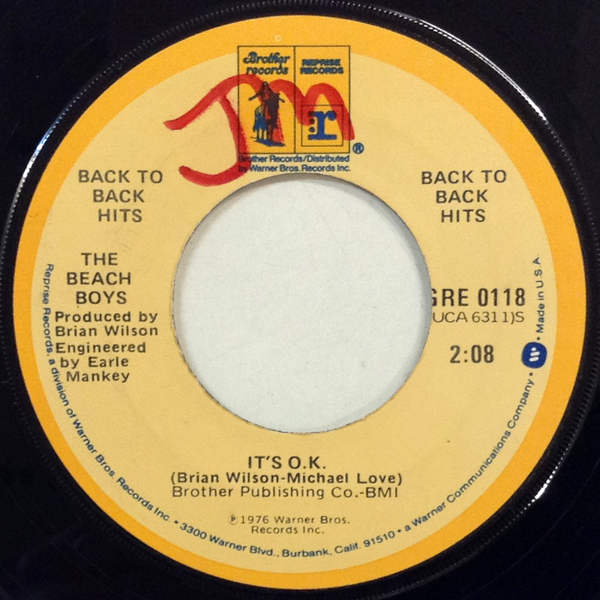 Brother records
REPRISE RECORDS
JM
r
®
Brother Records/Distributed
by Warner Bros. Records Inc.
BACK TO
BACK
HITS
BACK TO
BACK
HITS
THE
BEACH
BOYS
Produced by
Brian Wilson
Engineered
by Earle
Mankey
GRE 0118
UCA 6311)S
2:08
IT'S O.K.
(Brian Wilson-Michael Love)
Brother Publishing Co.-BMI
℗1976 Warner Bros.
Records Inc.
Reprise Records, a division of Warner Bros. Records Inc. • 3300 Warner Blvd., Burbank, Calif. 91510 • a Warner Communications Company. • Made in U.S.A.